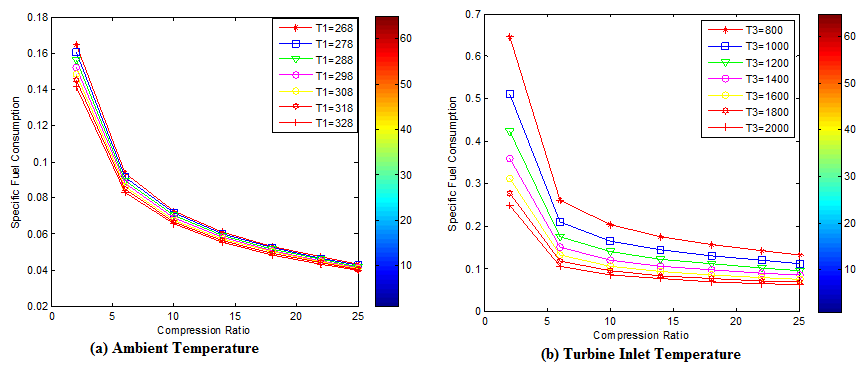 0.18
0.16
0.14
0.12
0.1
0.08
0.06
0.04
0.02
0
5
10
15
20
25
Specific Fuel Consumption
Compression Ratio
T1=268
T1=278
T1=288
T1=298
T1=308
T1=318
T1=328
60
50
40
30
20
10
(a) Ambient Temperature
0.7
0.6
0.5
0.4
0.3
0.2
0.1
0
0
5
10
15
20
25
Specific Fuel Consumption
Compression Ratio
T3=800
T3=1000
T3=1200
T3=1400
T3=1600
T3=1800
T3=2000
60
50
40
30
20
10
(b) Turbine Inlet Temperature